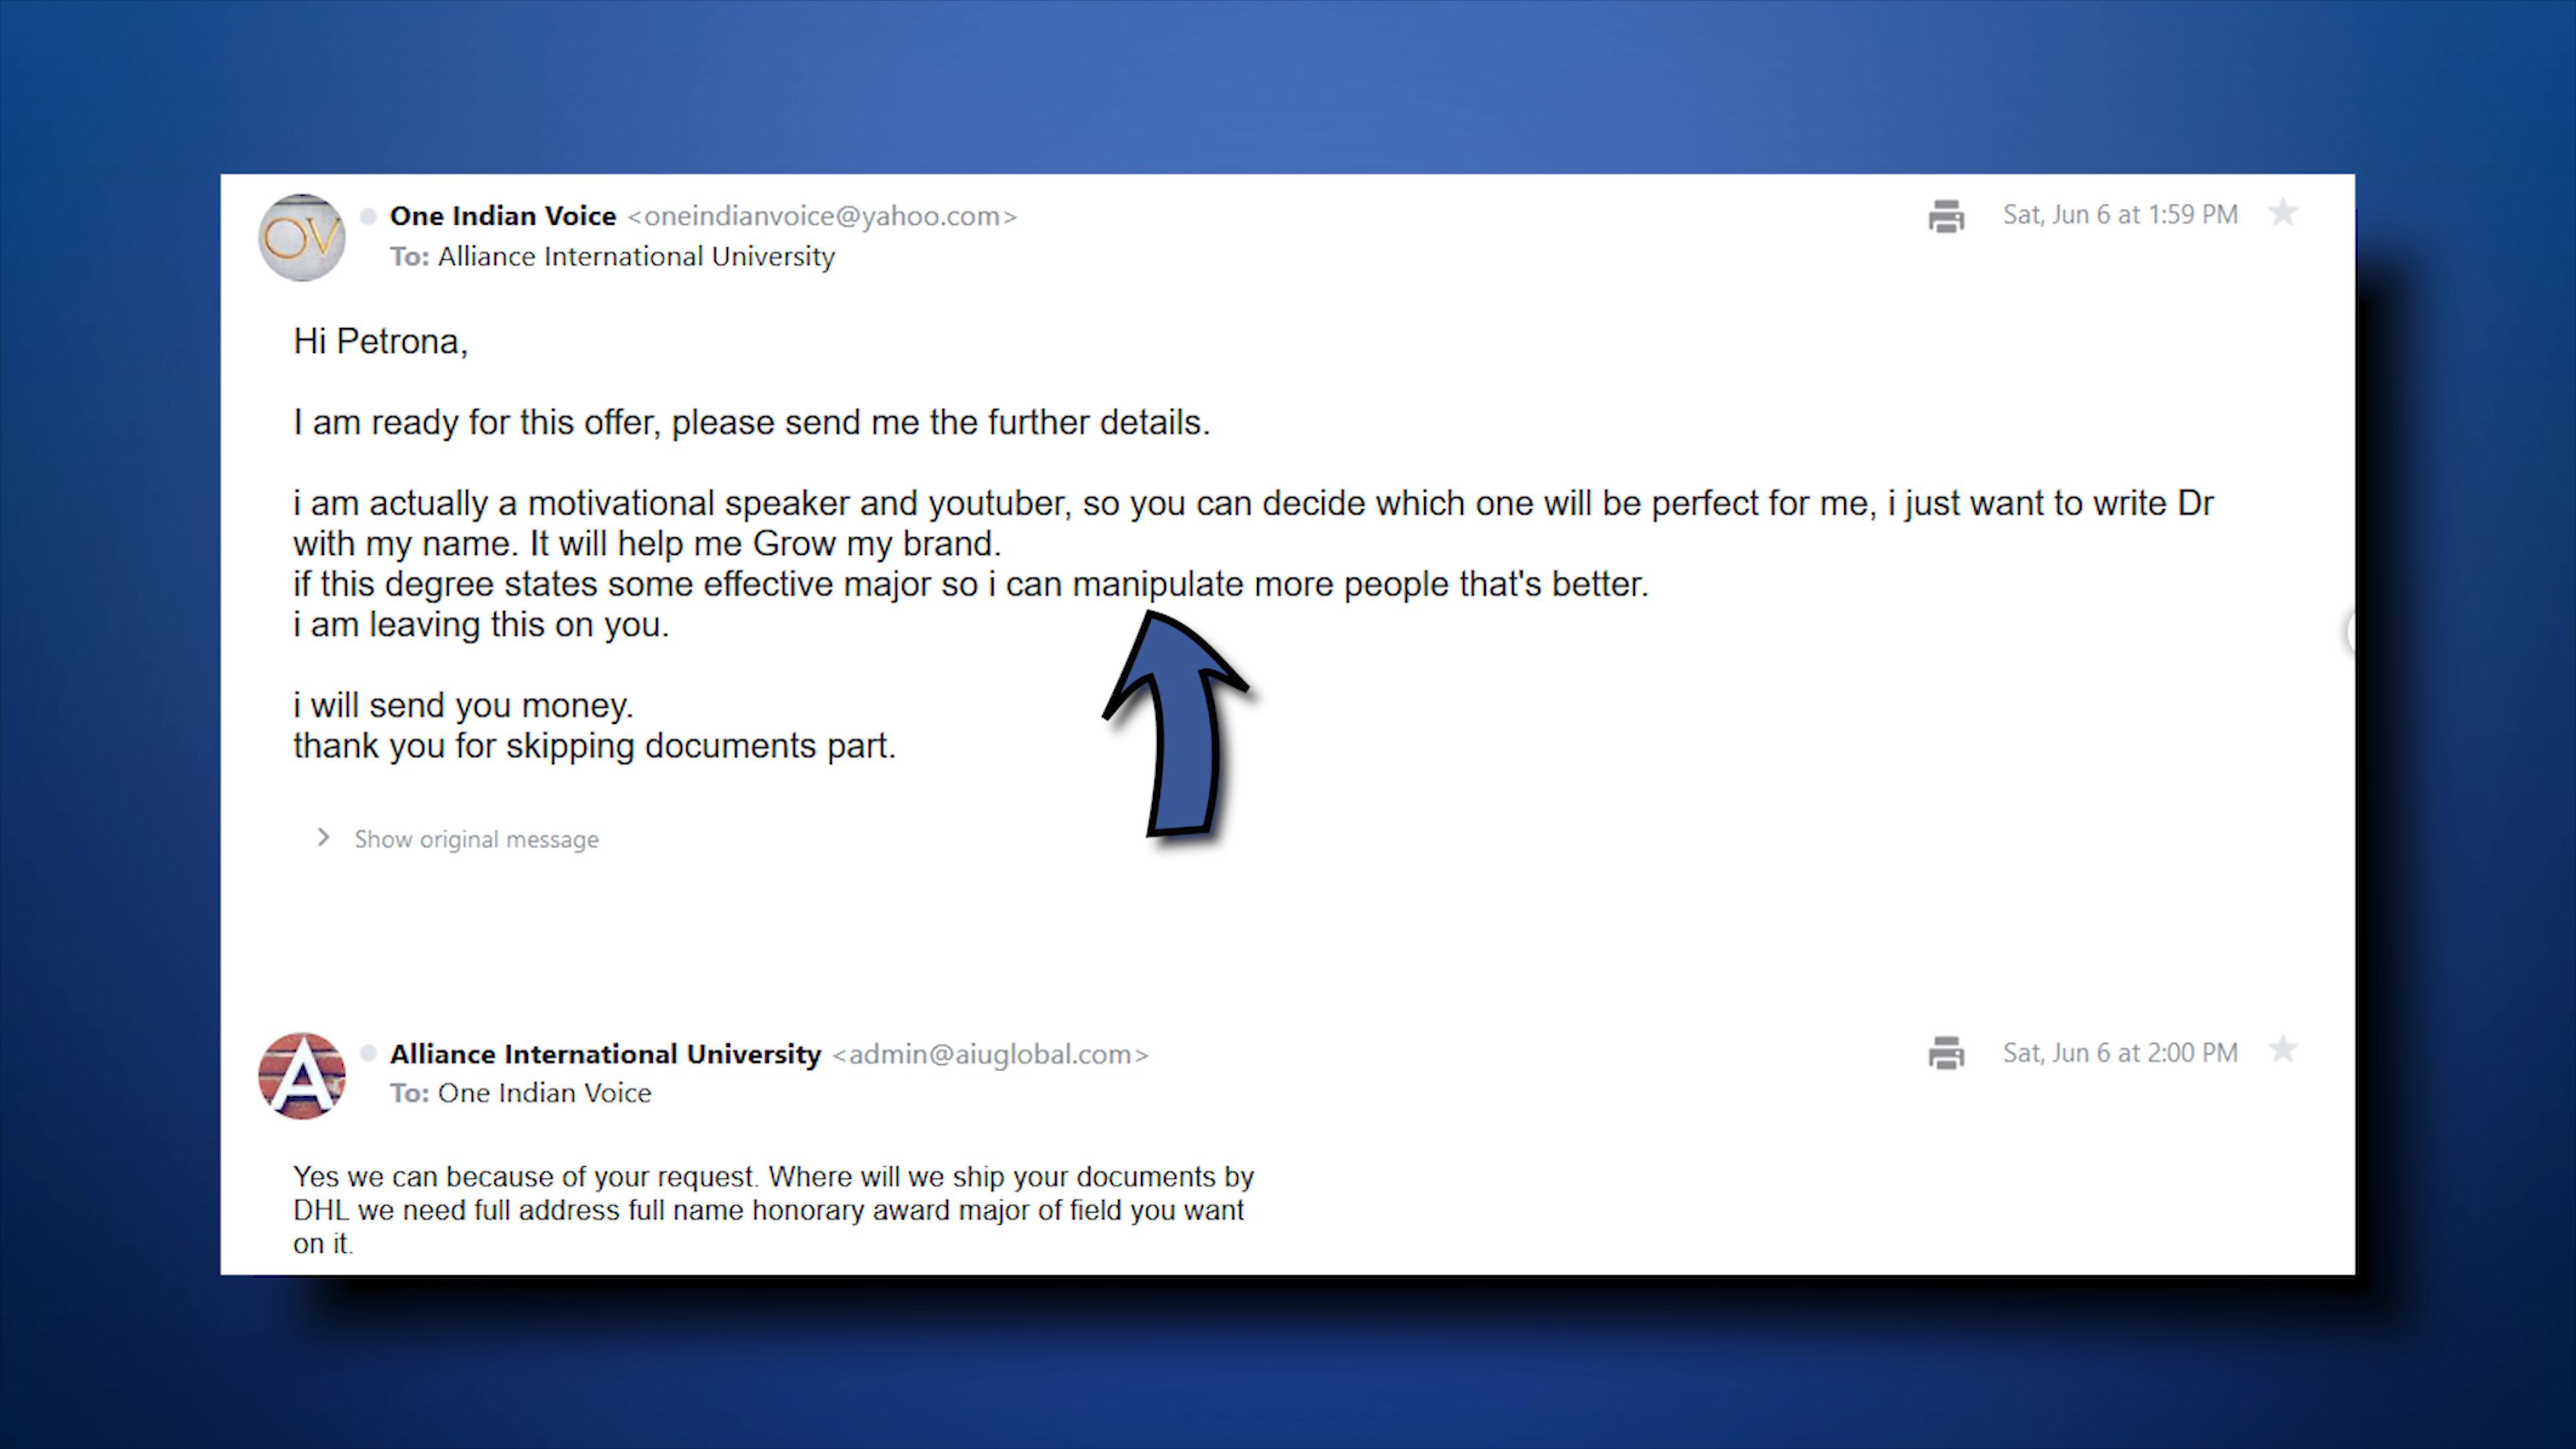 OV
One Indian Voice <oneindianvoice@yahoo.com>
Sat, Jun 6 at 1:59 PM
To: Alliance International University
Hi Petrona,
I am ready for this offer, please send me the further details.
i am actually a motivational speaker and youtuber, so you can decide which one will be perfect for me, i just want to write Dr
with my name. It will help me Grow my brand.
if this degree states some effective major so i can manipulate more people that's better.
i am leaving this on you.
i will send you money.
thank you for skipping documents part.
Show original message
A
Alliance International University <admin@aiuglobal.com>
Sat, Jun 6 at 2:00 PM
To: One Indian Voice
Yes we can because of your request. Where will we ship your documents by
DHL we need full address full name honorary award major of field you want
on it.